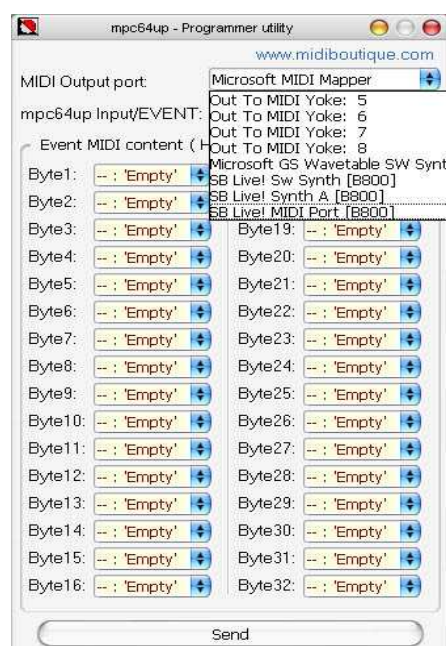 mpc64up - Programmer utility
www.midiboutique.com
MIDI Output port: Microsoft MIDI Mapper
Out To MIDI Yoke: 5
mpc64up Input/EVENT: Out To MIDI Yoke: 6
Out To MIDI Yoke: 7
Out To MIDI Yoke: 8
Event MIDI content ( H
Microsoft GS Wavetable SW Synt
Byte1: -- : 'Empty' SB Live! Sw Synth [B800]
Byte2: -- : 'Empty' SB Live! Synth A [B800]
SB Live! MIDI Port [B800]
Byte3: -- : 'Empty' Byte19: -- : 'Empty'
Byte4: -- : 'Empty' Byte20: -- : 'Empty'
Byte5: -- : 'Empty' Byte21: -- : 'Empty'
Byte6: -- : 'Empty' Byte22: -- : 'Empty'
Byte7: -- : 'Empty' Byte23: -- : 'Empty'
Byte8: -- : 'Empty' Byte24: -- : 'Empty'
Byte9: -- : 'Empty' Byte25: -- : 'Empty'
Byte10: -- : 'Empty' Byte26: -- : 'Empty'
Byte11: -- : 'Empty' Byte27: -- : 'Empty'
Byte12: -- : 'Empty' Byte28: -- : 'Empty'
Byte13: -- : 'Empty' Byte29: -- : 'Empty'
Byte14: -- : 'Empty' Byte30: -- : 'Empty'
Byte15: -- : 'Empty' Byte31: -- : 'Empty'
Byte16: -- : 'Empty' Byte32: -- : 'Empty'
Send